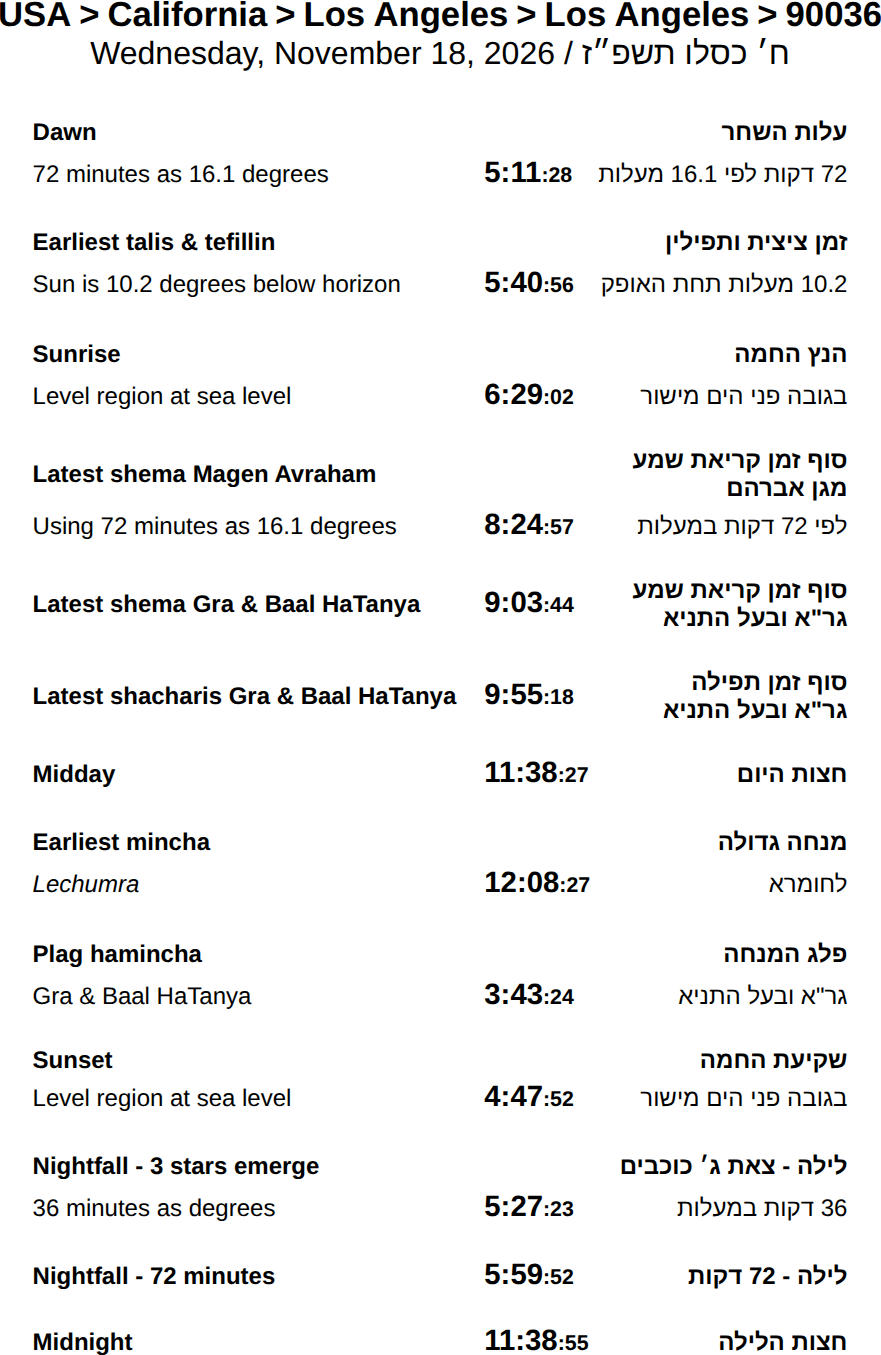 USA > California > Los Angeles > Los Angeles > 90036
Wednesday, November 18, 2026 / ח׳ כסלו תשפ״ז
Dawn עלות השחר
72 minutes as 16.1 degrees 5:11:28 72 דקות לפי 16.1 מעלות
Earliest talis & tefillin זמן ציצית ותפילין
Sun is 10.2 degrees below horizon 5:40:56 10.2 מעלות תחת האופק
Sunrise הנץ החמה
Level region at sea level 6:29:02 בגובה פני הים מישור
Latest shema Magen Avraham סוף זמן קריאת שמע
מגן אברהם
Using 72 minutes as 16.1 degrees 8:24:57 לפי 72 דקות במעלות
Latest shema Gra & Baal HaTanya 9:03:44 סוף זמן קריאת שמע
גר"א ובעל התניא
Latest shacharis Gra & Baal HaTanya 9:55:18 סוף זמן תפילה
גר"א ובעל התניא
Midday 11:38:27 חצות היום
Earliest mincha מנחה גדולה
Lechumra 12:08:27 לחומרא
Plag hamincha פלג המנחה
Gra & Baal HaTanya 3:43:24 גר"א ובעל התניא
Sunset שקיעת החמה
Level region at sea level 4:47:52 בגובה פני הים מישור
Nightfall - 3 stars emerge לילה - צאת ג׳ כוכבים
36 minutes as degrees 5:27:23 36 דקות במעלות
Nightfall - 72 minutes 5:59:52 לילה - 72 דקות
Midnight 11:38:55 חצות הלילה